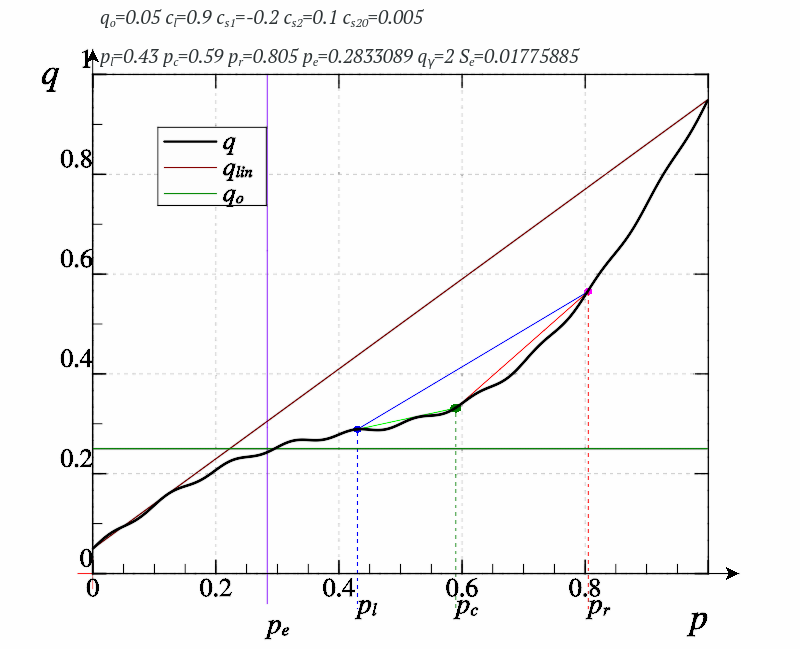 qo=0.05 cl=0.9 cs1=-0.2 cs2=0.1 cs20=0.005
pl=0.43 pc=0.59 pr=0.805 pe=0.2833089 qγ=2 Se=0.01775885
1
q
q
qlin
qo
0.8
0.6
0.4
0.2
0
0 0.2 0.4 0.6 0.8
pl pc pr
pe
p